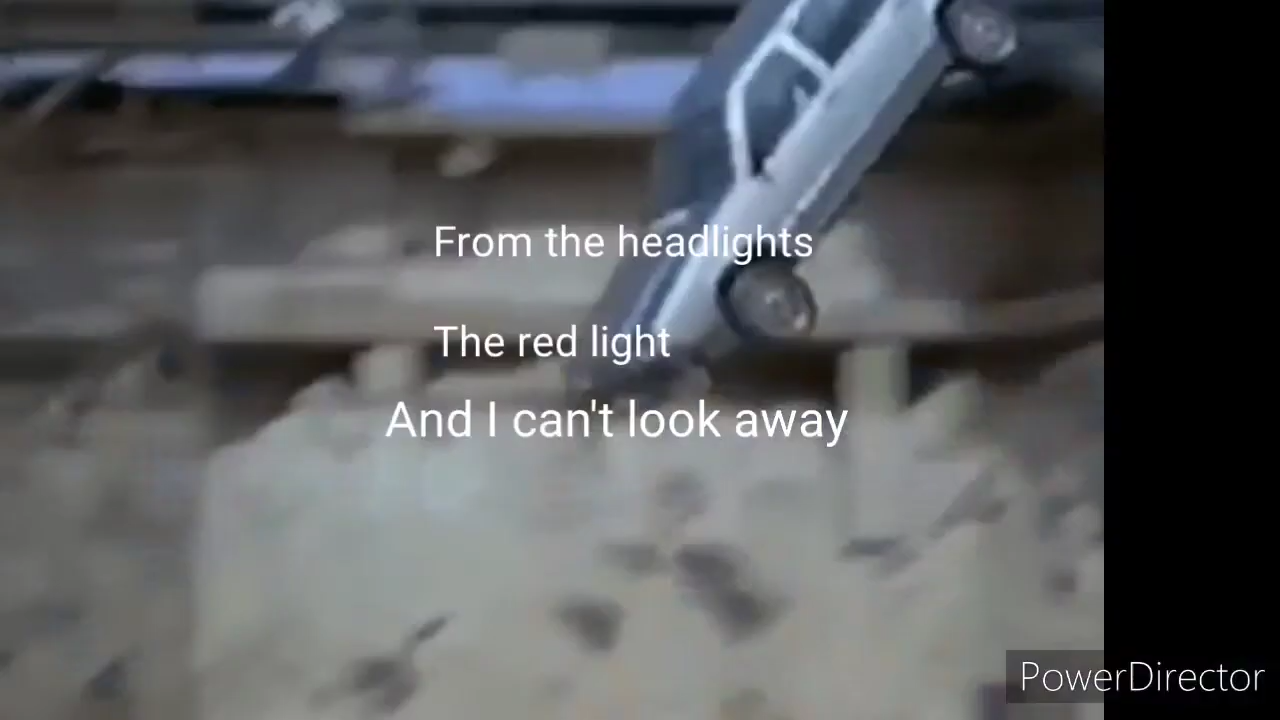 From the headlights
The red light
And I can't look away
PowerDirector